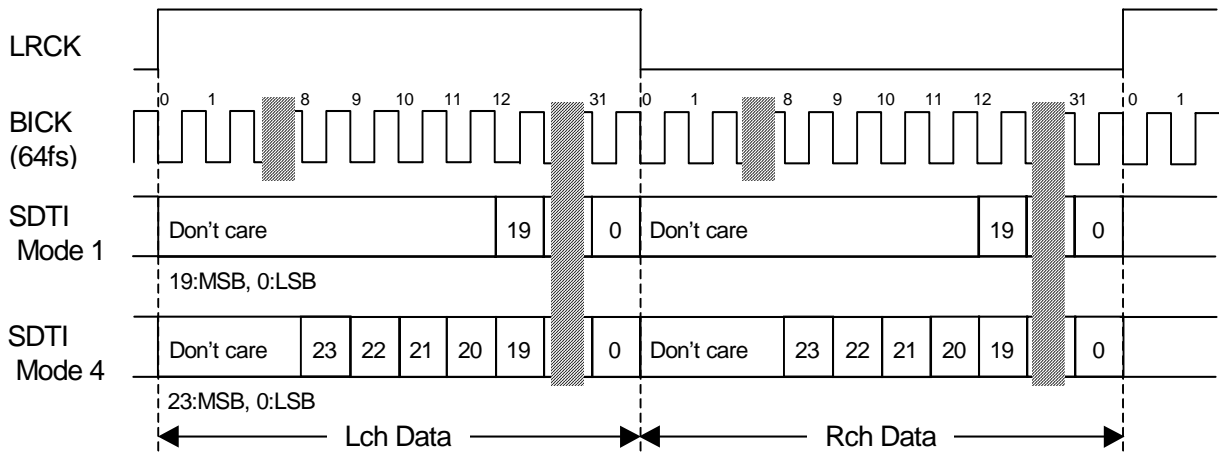 LRCK
0 1 8 9 10 11 12 31 0 1 8 9 10 11 12 31 0 1
BICK
(64fs)
SDTI
Mode 1
Don't care 19 0 Don't care 19 0
19:MSB, 0:LSB
SDTI
Mode 4
Don't care 23 22 21 20 19 0 Don't care 23 22 21 20 19 0
23:MSB, 0:LSB
Lch Data Rch Data